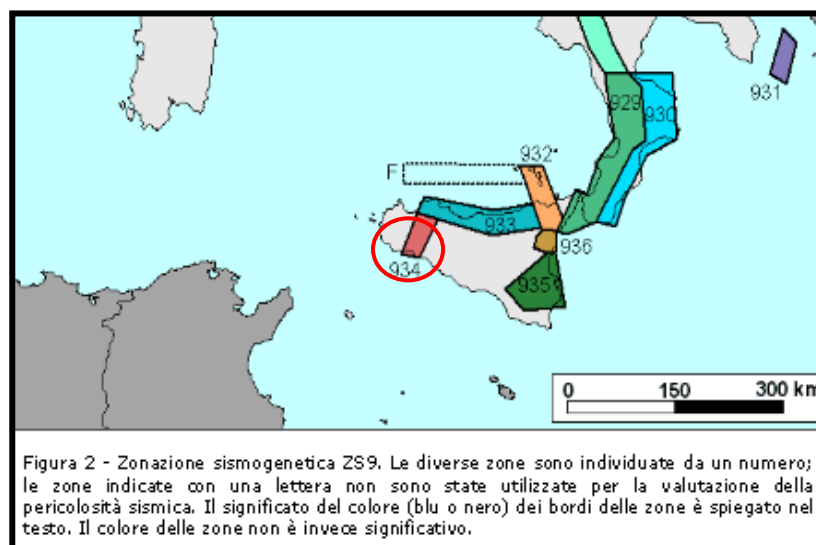 929
930
931
932
F
933
936
934
935
0 150 300 km
Figura 2 - Zonazione sismogenetica ZS9. Le diverse zone sono individuate da un numero;
le zone indicate con una lettera non sono state utilizzate per la valutazione della
pericolosità sismica. Il significato del colore (blu o nero) dei bordi delle zone è spiegato nel
testo. Il colore delle zone non è invece significativo.